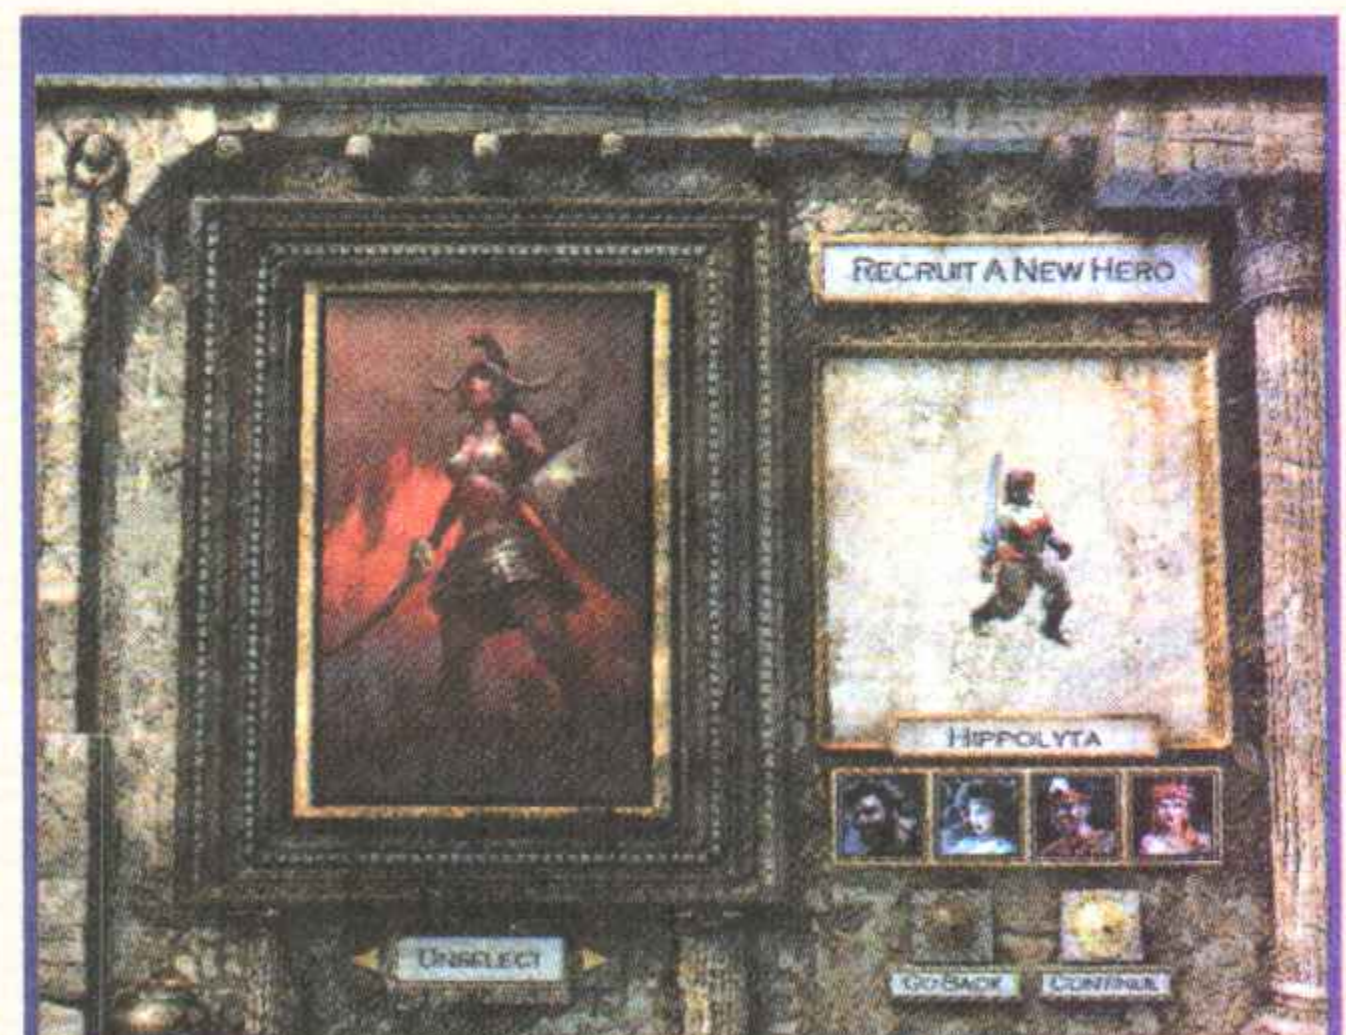 RECRUIT A NEW HERO
HIPPOLYTA
UNSELECT
GO BACK
CONTINUE